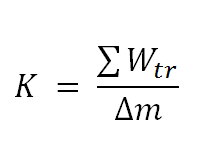 K = ∑ W_tr / Δm